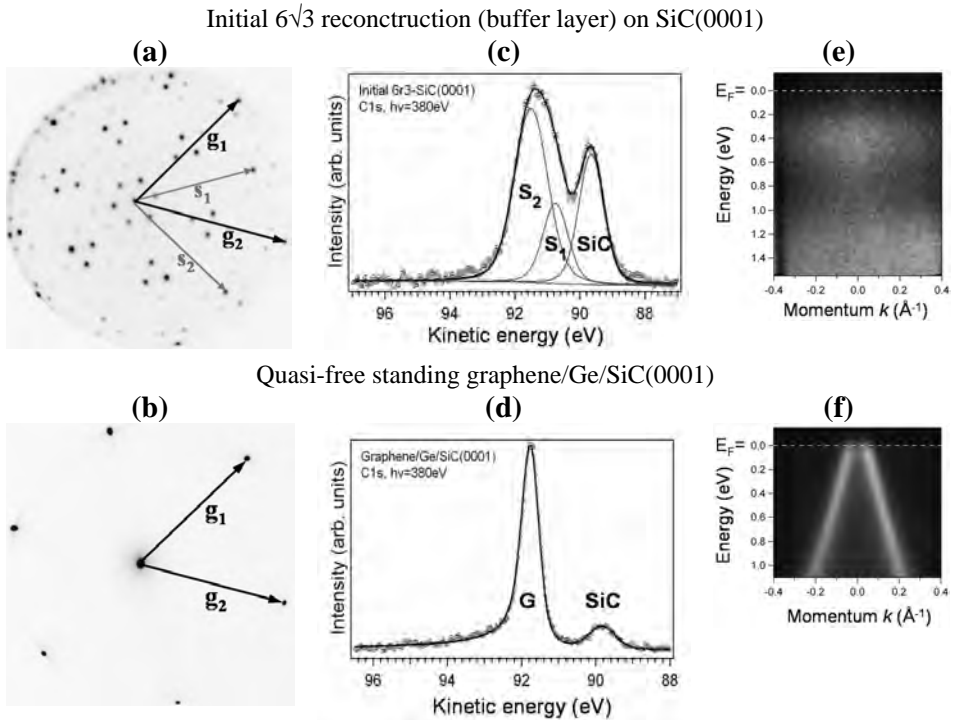 Initial 6√3 reconctruction (buffer layer) on SiC(0001)
(a)
(c)
(e)
g₁
s₁
g₂
s₂
Initial 6r3-SiC(0001)
C1s, hν=380eV
S₂
S₁
SiC
Intensity (arb. units)
96 94 92 90 88
Kinetic energy (eV)
E_F=
0.0
0.2
0.4
0.6
0.8
1.0
1.2
1.4
Energy (eV)
-0.4 -0.2 0.0 0.2 0.4
Momentum k (Å⁻¹)
Quasi-free standing graphene/Ge/SiC(0001)
(b)
(d)
(f)
g₁
g₂
Graphene/Ge/SiC(0001)
C1s, hν=380eV
G
SiC
Intensity (arb. units)
96 94 92 90 88
Kinetic energy (eV)
E_F=
0.0
0.2
0.4
0.6
0.8
1.0
Energy (eV)
-0.4 -0.2 0.0 0.2 0.4
Momentum k (Å⁻¹)